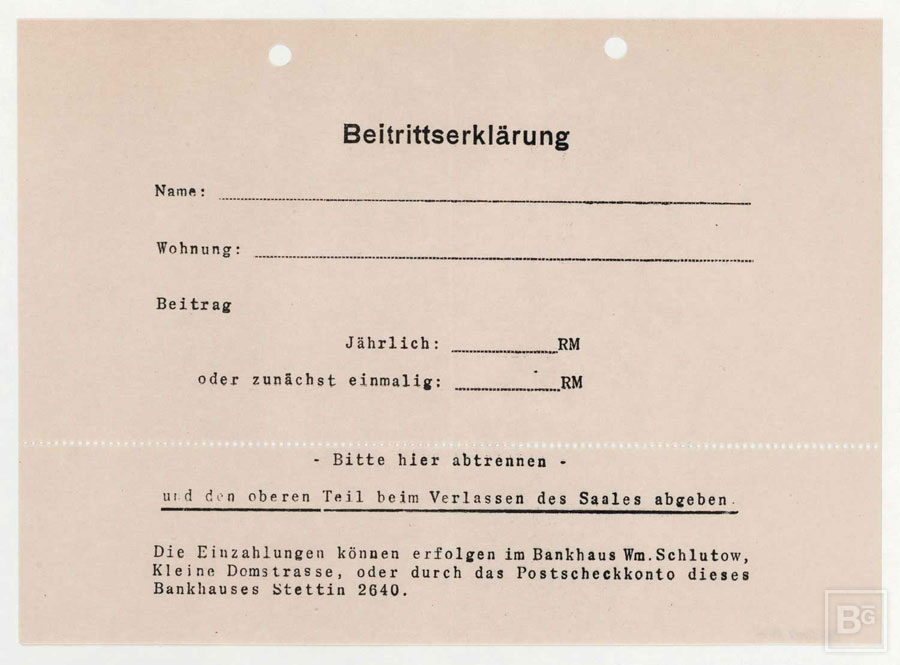 Beitrittserklärung
Name:
Wohnung:
Beitrag
Jährlich: RM
oder zunächst einmalig: RM
- Bitte hier abtrennen -
und den oberen Teil beim Verlassen des Saales abgeben.
Die Einzahlungen können erfolgen im Bankhaus Wm. Schlutow,
Kleine Domstrasse, oder durch das Postscheckkonto dieses
Bankhauses Stettin 2640.
BG